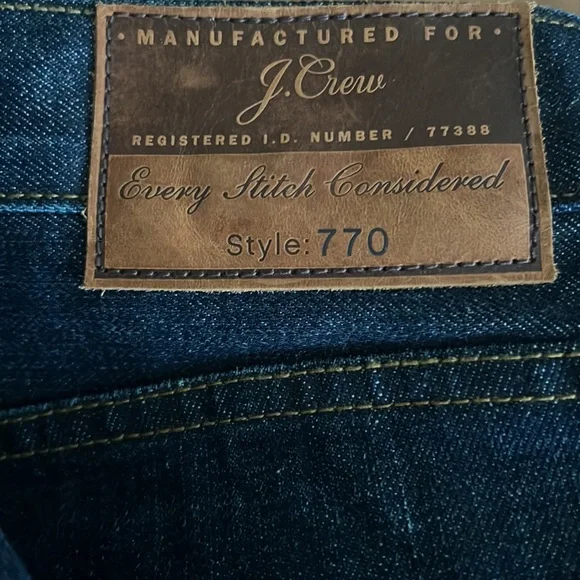 · MANUFACTURED FOR ·
J.Crew
REGISTERED I.D. NUMBER / 77388
Every Stitch Considered
Style: 770